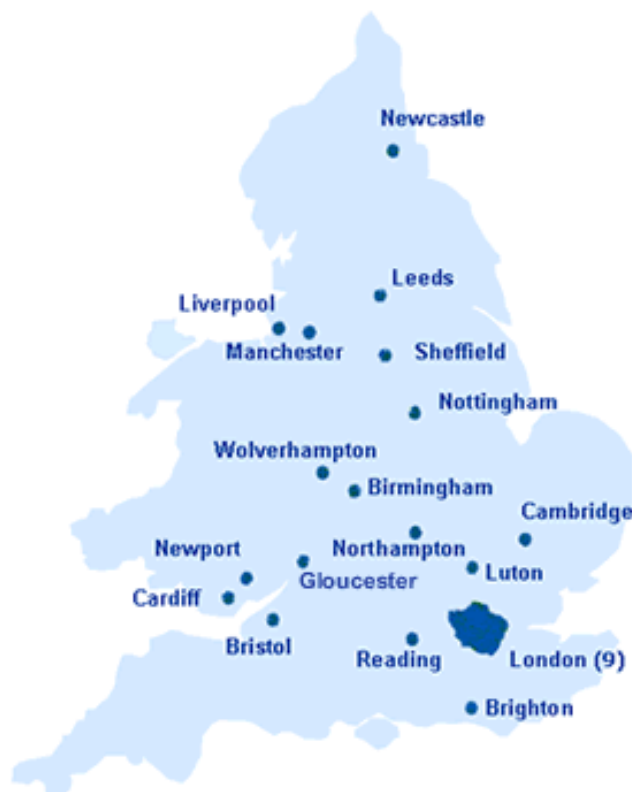 Newcastle
Leeds
Liverpool
Manchester
Sheffield
Nottingham
Wolverhampton
Birmingham
Cambridge
Northampton
Newport
Gloucester
Luton
Cardiff
Bristol
Reading
London (9)
Brighton